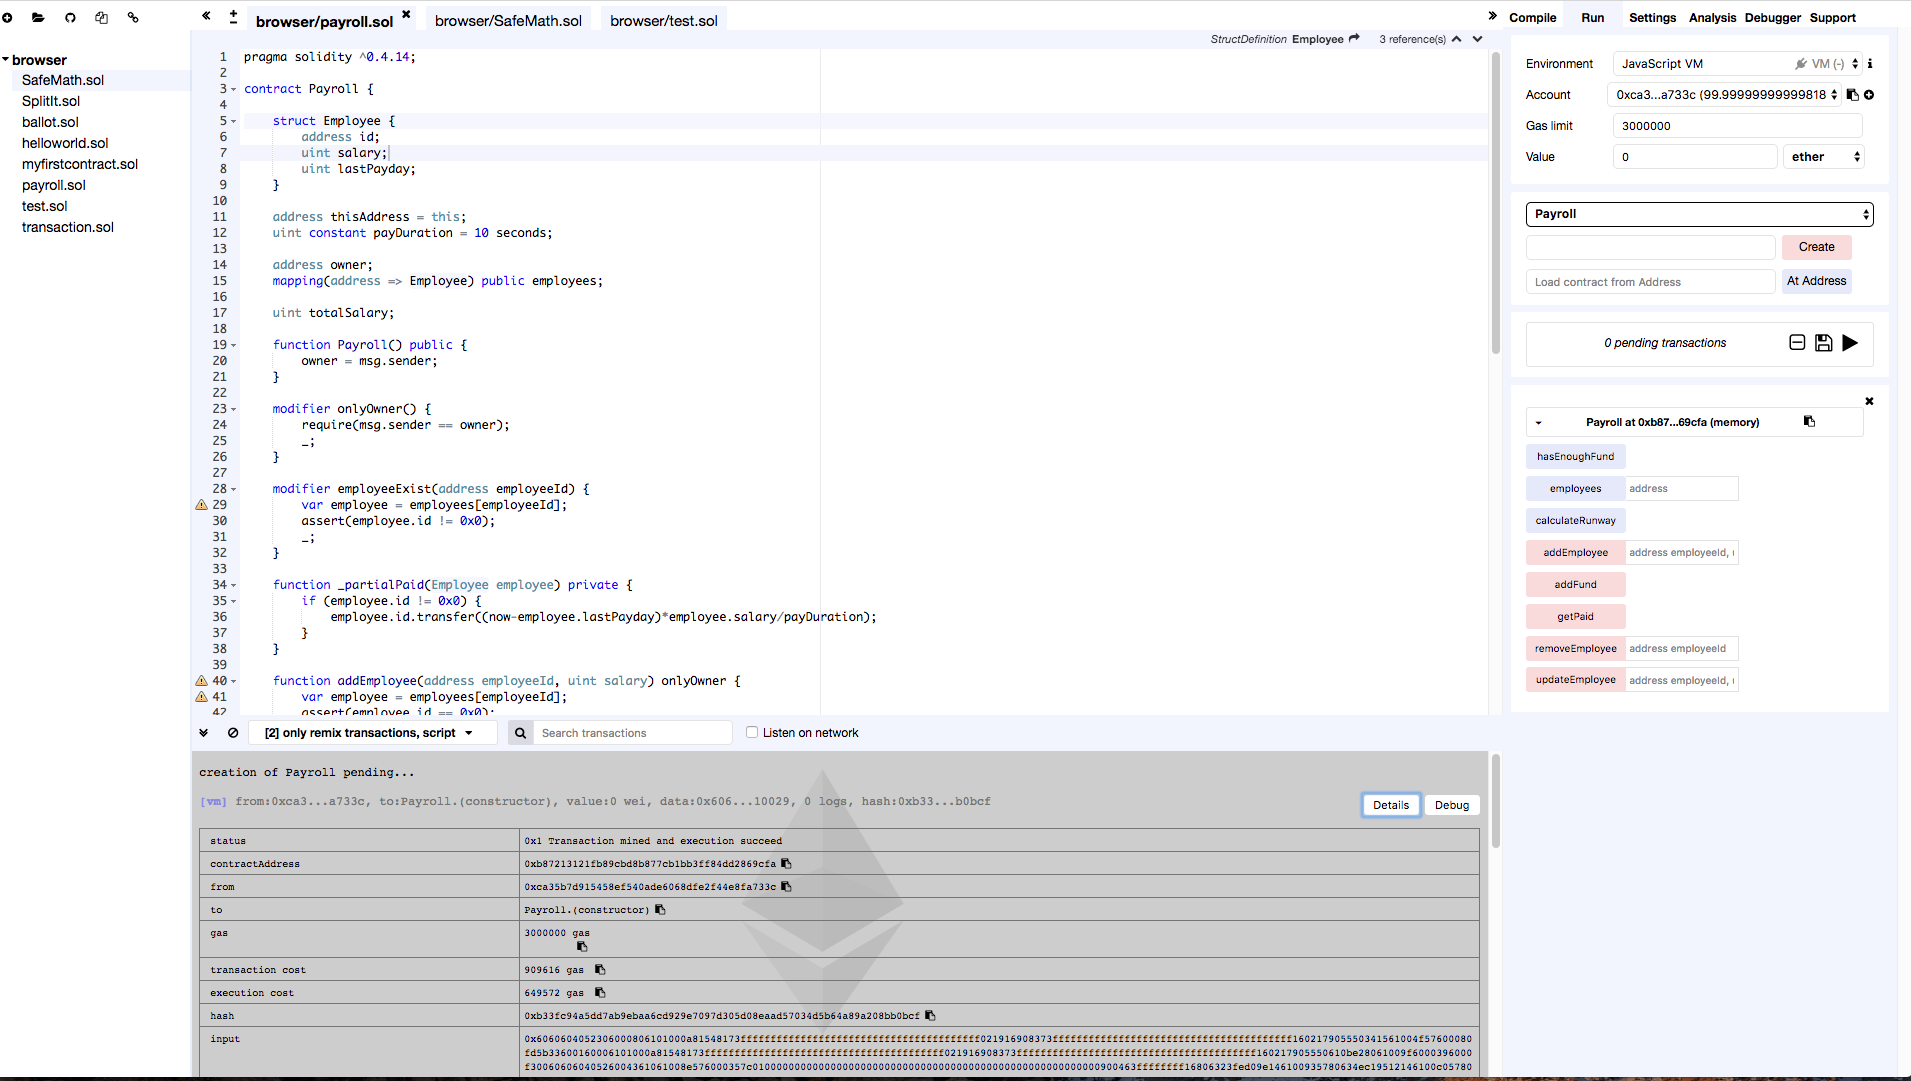 browser
SafeMath.sol
SplitIt.sol
ballot.sol
helloworld.sol
myfirstcontract.sol
payroll.sol
test.sol
transaction.sol
browser/payroll.sol
browser/SafeMath.sol
browser/test.sol
StructDefinition Employee 3 reference(s)
1 pragma solidity ^0.4.14;
2
3 contract Payroll {
4
5 struct Employee {
6 address id;
7 uint salary;
8 uint lastPayday;
9 }
10
11 address thisAddress = this;
12 uint constant payDuration = 10 seconds;
13
14 address owner;
15 mapping(address => Employee) public employees;
16
17 uint totalSalary;
18
19 function Payroll() public {
20 owner = msg.sender;
21 }
22
23 modifier onlyOwner() {
24 require(msg.sender == owner);
25 _;
26 }
27
28 modifier employeeExist(address employeeId) {
29 var employee = employees[employeeId];
30 assert(employee.id != 0x0);
31 _;
32 }
33
34 function _partialPaid(Employee employee) private {
35 if (employee.id != 0x0) {
36 employee.id.transfer((now-employee.lastPayday)*employee.salary/payDuration);
37 }
38 }
39
40 function addEmployee(address employeeId, uint salary) onlyOwner {
41 var employee = employees[employeeId];
42 assert(employee.id == 0x0);
[2] only remix transactions, script
Search transactions
Listen on network
creation of Payroll pending...
[vm] from:0xca3...a733c, to:Payroll.(constructor), value:0 wei, data:0x606...10029, 0 logs, hash:0xb33...b0bcf
Details
Debug
status 0x1 Transaction mined and execution succeed
contractAddress 0xb87213121fb89cbd8b877cb1bb3ff84dd2869cfa
from 0xca35b7d915458ef540ade6068dfe2f44e8fa733c
to Payroll.(constructor)
gas 3000000 gas
transaction cost 909616 gas
execution cost 649572 gas
hash 0xb33fc94a5dd7ab9ebaa6cd929e7097d305d08eaad57034d5b64a89a208bb0bcf
input
Compile
Run
Settings
Analysis
Debugger
Support
Environment JavaScript VM VM (-)
Account 0xca3...a733c (99.99999999999818
Gas limit 3000000
Value 0 ether
Payroll
Create
Load contract from Address At Address
0 pending transactions
Payroll at 0xb87...69cfa (memory)
hasEnoughFund
employees address
calculateRunway
addEmployee address employeeId,
addFund
getPaid
removeEmployee address employeeId
updateEmployee address employeeId,